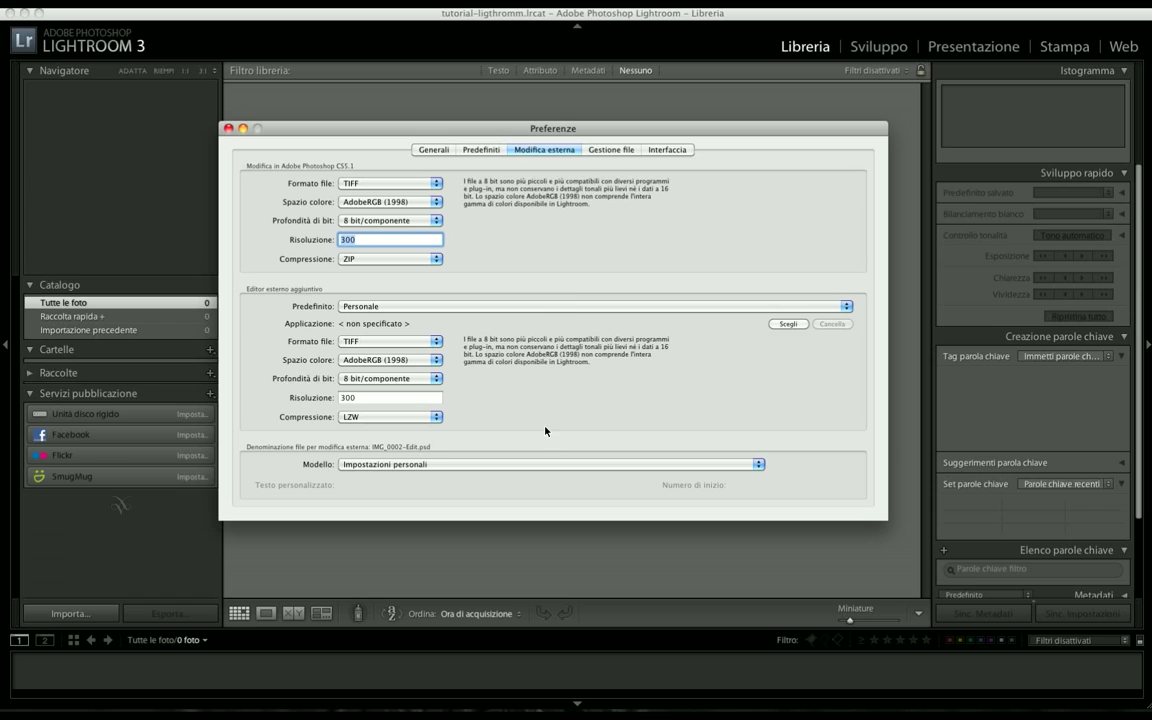 tutorial-ligthromm.lrcat - Adobe Photoshop Lightroom - Libreria
Lr
ADOBE PHOTOSHOP
LIGHTROOM 3
Libreria
Sviluppo
Presentazione
Stampa
Web
Navigatore
ADATTA RIEMPI 1:1 3:1
Filtro libreria:
Testo
Attributo
Metadati
Nessuno
Filtri disattivati
Istogramma
Preferenze
Generali
Predefiniti
Modifica esterna
Gestione file
Interfaccia
Modifica in Adobe Photoshop CS5.1
Formato file: TIFF
Spazio colore: AdobeRGB (1998)
Profondità di bit: 8 bit/componente
Risoluzione: 300
Compressione: ZIP
I file a 8 bit sono più piccoli e più compatibili con diversi programmi
e plug-in, ma non conservano i dettagli tonali più lievi né i dati a 16
bit. Lo spazio colore AdobeRGB (1998) non comprende l'intera
gamma di colori disponibile in Lightroom.
Editor esterno aggiuntivo
Predefinito: Personale
Applicazione: < non specificato >
Scegli
Cancella
Formato file: TIFF
Spazio colore: AdobeRGB (1998)
Profondità di bit: 8 bit/componente
Risoluzione: 300
Compressione: LZW
I file a 8 bit sono più piccoli e più compatibili con diversi programmi
e plug-in, ma non conservano i dettagli tonali più lievi né i dati a 16
bit. Lo spazio colore AdobeRGB (1998) non comprende l'intera
gamma di colori disponibile in Lightroom.
Denominazione file per modifica esterna: IMG_0002-Edit.psd
Modello: Impostazioni personali
Testo personalizzato:
Numero di inizio:
Catalogo
Tutte le foto 0
Raccolta rapida + 0
Importazione precedente 0
Cartelle
Raccolte
Servizi pubblicazione
Unità disco rigido Imposta..
Facebook Imposta..
Flickr Imposta..
SmugMug Imposta..
Importa...
Esporta...
Sviluppo rapido
Predefinito salvato
Bilanciamento bianco
Controllo tonalità
Tono automatico
Esposizione
Chiarezza
Vividezza
Ripristina tutto
Creazione parole chiave
Tag parola chiave
Immetti parole ch...
Suggerimenti parola chiave
Set parole chiave
Parole chiave recenti
Elenco parole chiave
Parole chiave filtro
Predefinito
Metadati
Sinc. Metadati
Sinc. Impostazioni
XY
Ordina: Ora di acquisizione
Miniature
1
2
Tutte le foto/0 foto
Filtro:
Filtri disattivati